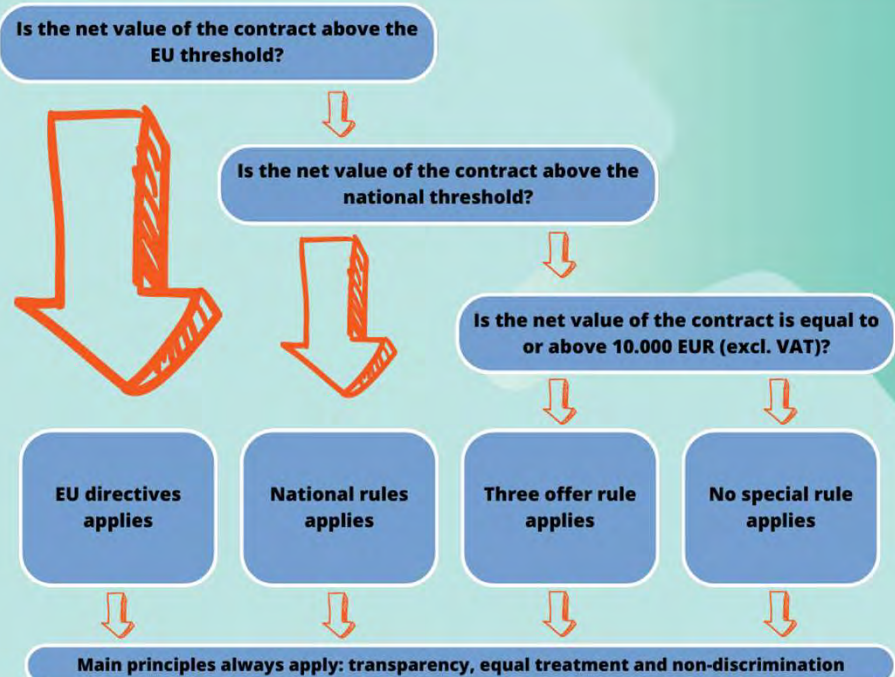 Is the net value of the contract above the
EU threshold?
Is the net value of the contract above the
national threshold?
Is the net value of the contract is equal to
or above 10.000 EUR (excl. VAT)?
EU directives
applies
National rules
applies
Three offer rule
applies
No special rule
applies
Main principles always apply: transparency, equal treatment and non-discrimination